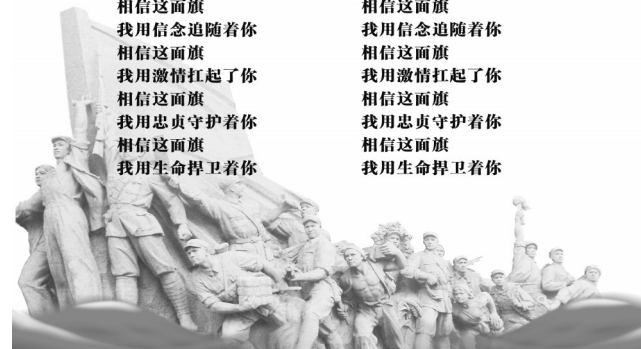 相信这面旗
我用信念追随着你
相信这面旗
我用激情扛起了你
相信这面旗
我用忠贞守护着你
相信这面旗
我用生命捍卫着你
相信这面旗
我用信念追随着你
相信这面旗
我用激情扛起了你
相信这面旗
我用忠贞守护着你
相信这面旗
我用生命捍卫着你